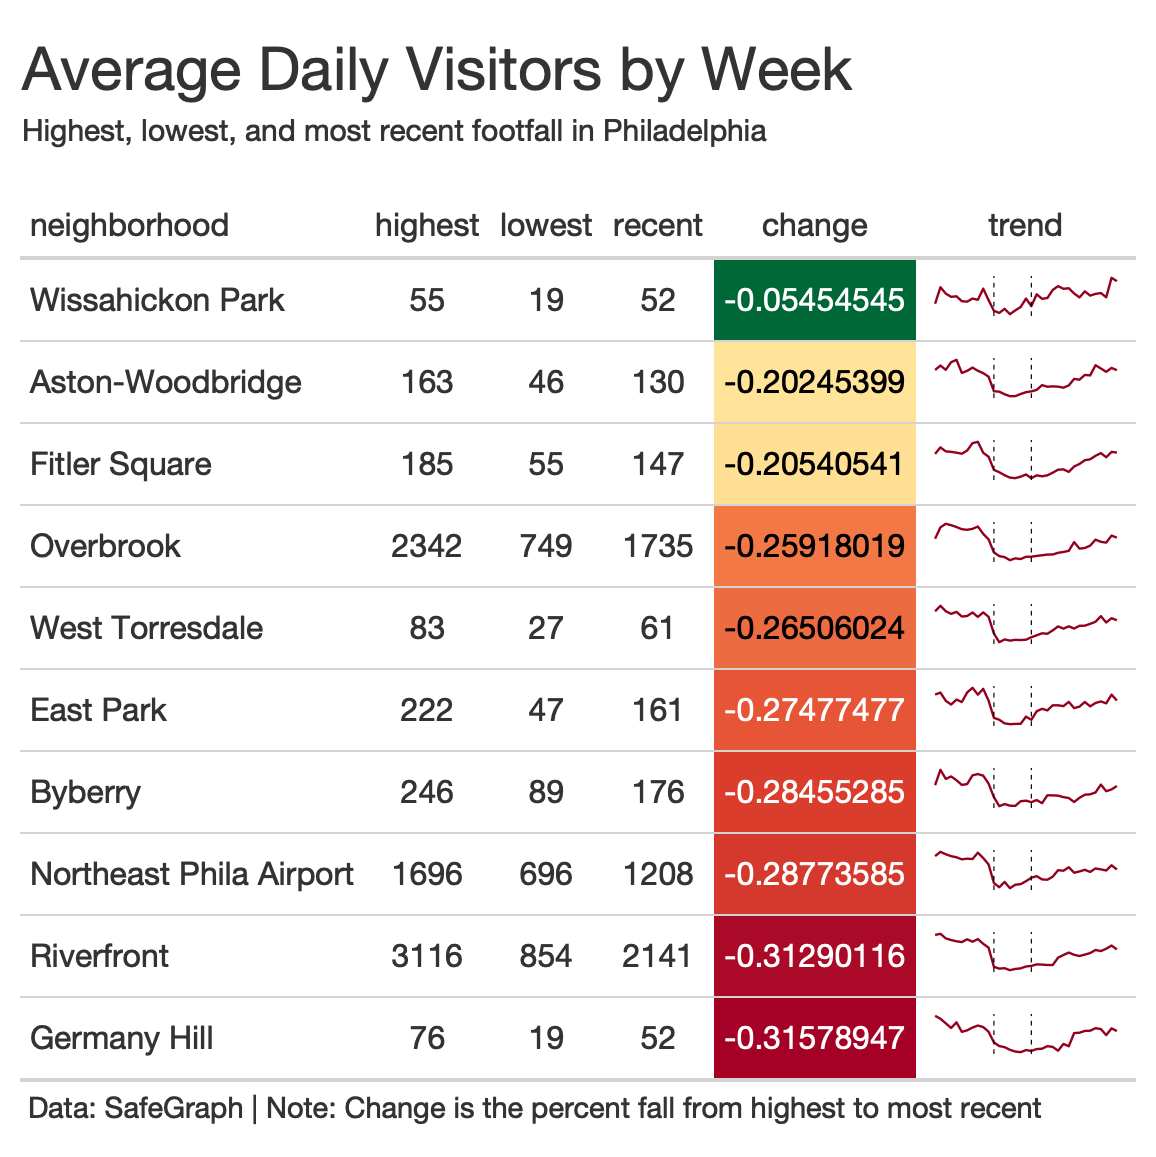 Average Daily Visitors by Week
Highest, lowest, and most recent footfall in Philadelphia
neighborhood highest lowest recent change trend
Wissahickon Park 55 19 52 -0.05454545
Aston-Woodbridge 163 46 130 -0.20245399
Fitler Square 185 55 147 -0.20540541
Overbrook 2342 749 1735 -0.25918019
West Torresdale 83 27 61 -0.26506024
East Park 222 47 161 -0.27477477
Byberry 246 89 176 -0.28455285
Northeast Phila Airport 1696 696 1208 -0.28773585
Riverfront 3116 854 2141 -0.31290116
Germany Hill 76 19 52 -0.31578947
Data: SafeGraph | Note: Change is the percent fall from highest to most recent